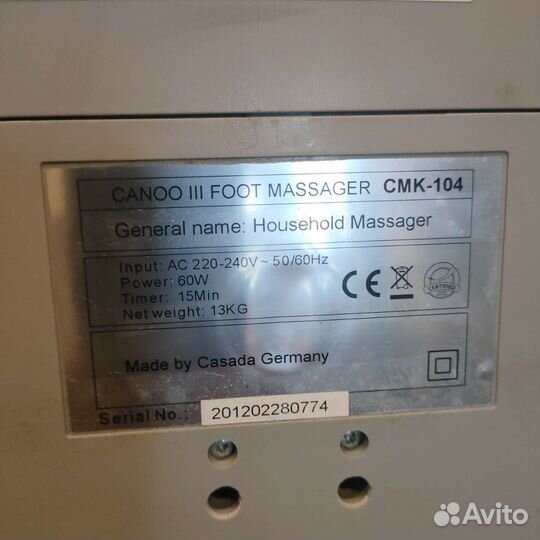 CANOO III FOOT MASSAGER CMK-104
General name: Household Massager
Input: AC 220-240V~ 50/60Hz
Power: 60W
Timer: 15Min
Net weight: 13KG
CE
CERTIFIED
Made by Casada Germany
Serial No.: 201202280774
Avito